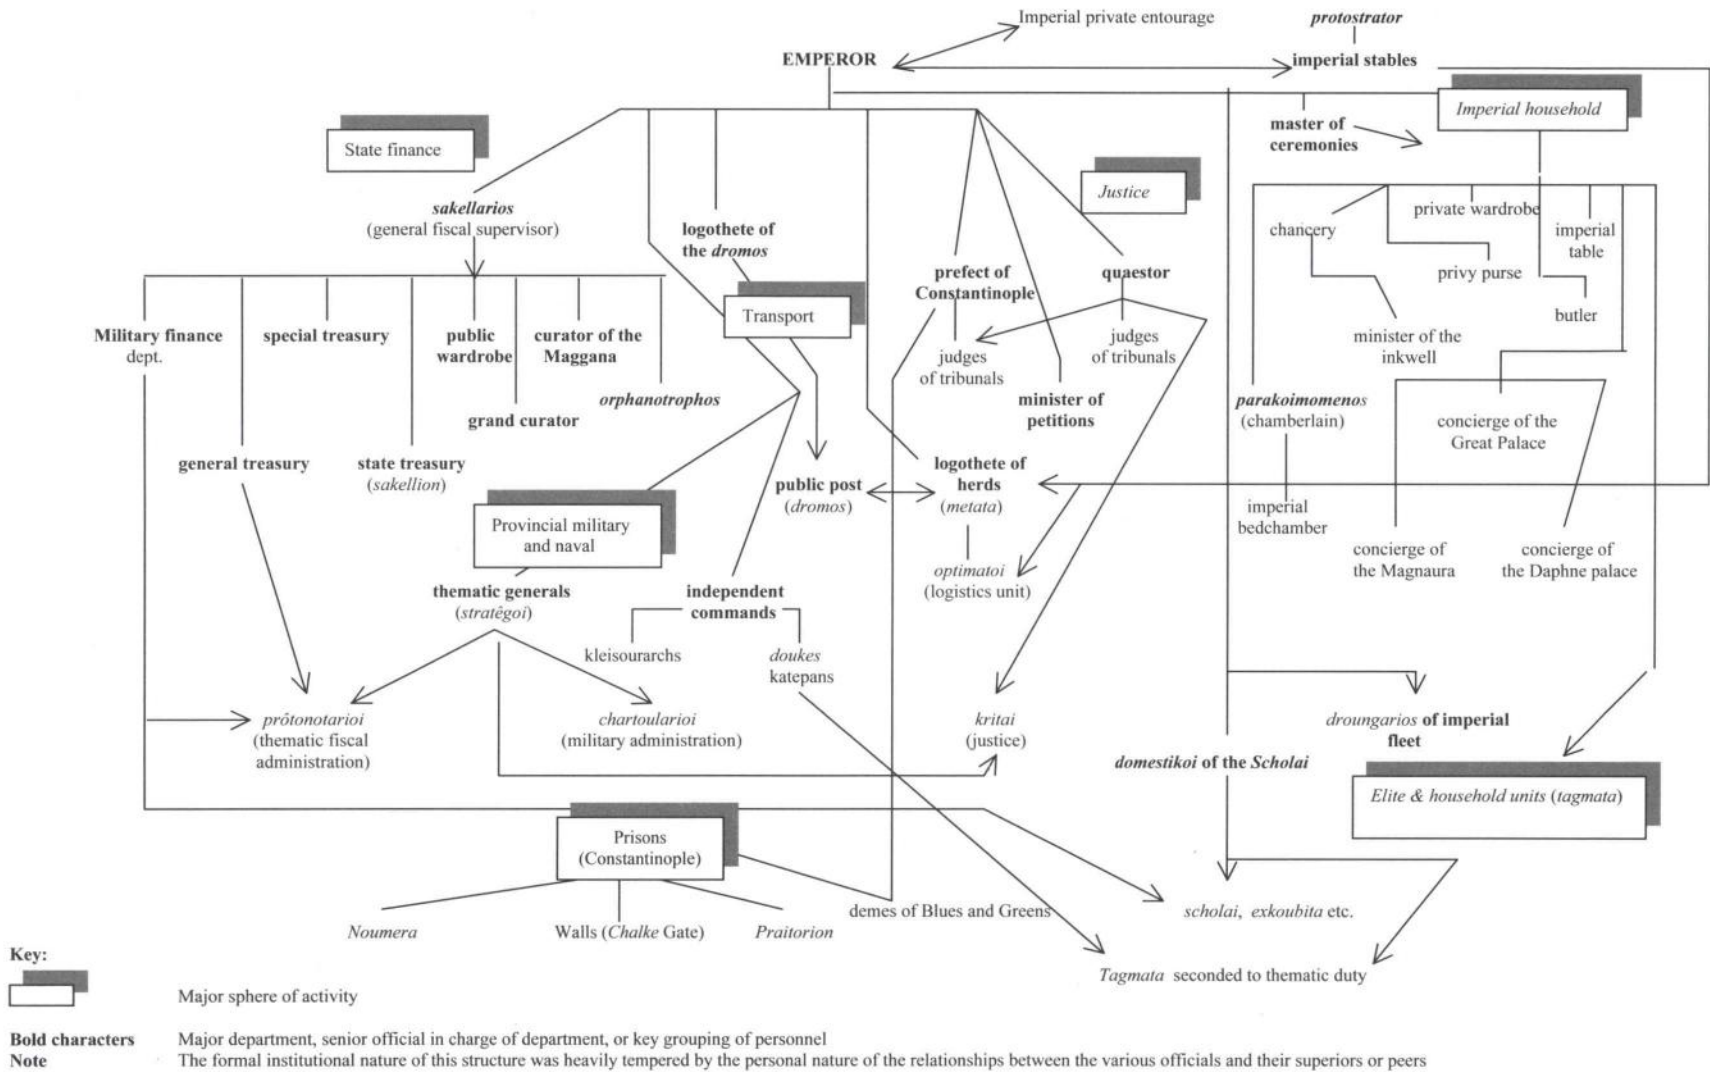 Imperial private entourage
protostrator
EMPEROR
imperial stables
Imperial household
master of
ceremonies
State finance
Justice
sakellarios
(general fiscal supervisor)
logothete of
the dromos
prefect of
Constantinople
quaestor
chancery
private wardrobe
imperial
table
privy purse
butler
minister of the
inkwell
Transport
Military finance
dept.
special treasury
public
wardrobe
curator of the
Maggana
orphanotrophos
grand curator
general treasury
state treasury
(sakellion)
judges
of tribunals
judges
of tribunals
minister of
petitions
parakoimomenos
(chamberlain)
concierge of the
Great Palace
public post
(dromos)
logothete of
herds
(metata)
imperial
bedchamber
concierge of
the Magnaura
concierge of
the Daphne palace
Provincial military
and naval
thematic generals
(stratêgoi)
independent
commands
optimatoi
(logistics unit)
kleisourarchs
doukes
katepans
prôtonotarioi
(thematic fiscal
administration)
chartoularioi
(military administration)
kritai
(justice)
droungarios of imperial
fleet
domestikoi of the Scholai
Elite & household units (tagmata)
Prisons
(Constantinople)
Noumera
Walls (Chalke Gate)
Praitorion
demes of Blues and Greens
scholai, exkoubita etc.
Tagmata seconded to thematic duty
Key:
Major sphere of activity
Bold characters Major department, senior official in charge of department, or key grouping of personnel
Note The formal institutional nature of this structure was heavily tempered by the personal nature of the relationships between the various officials and their superiors or peers